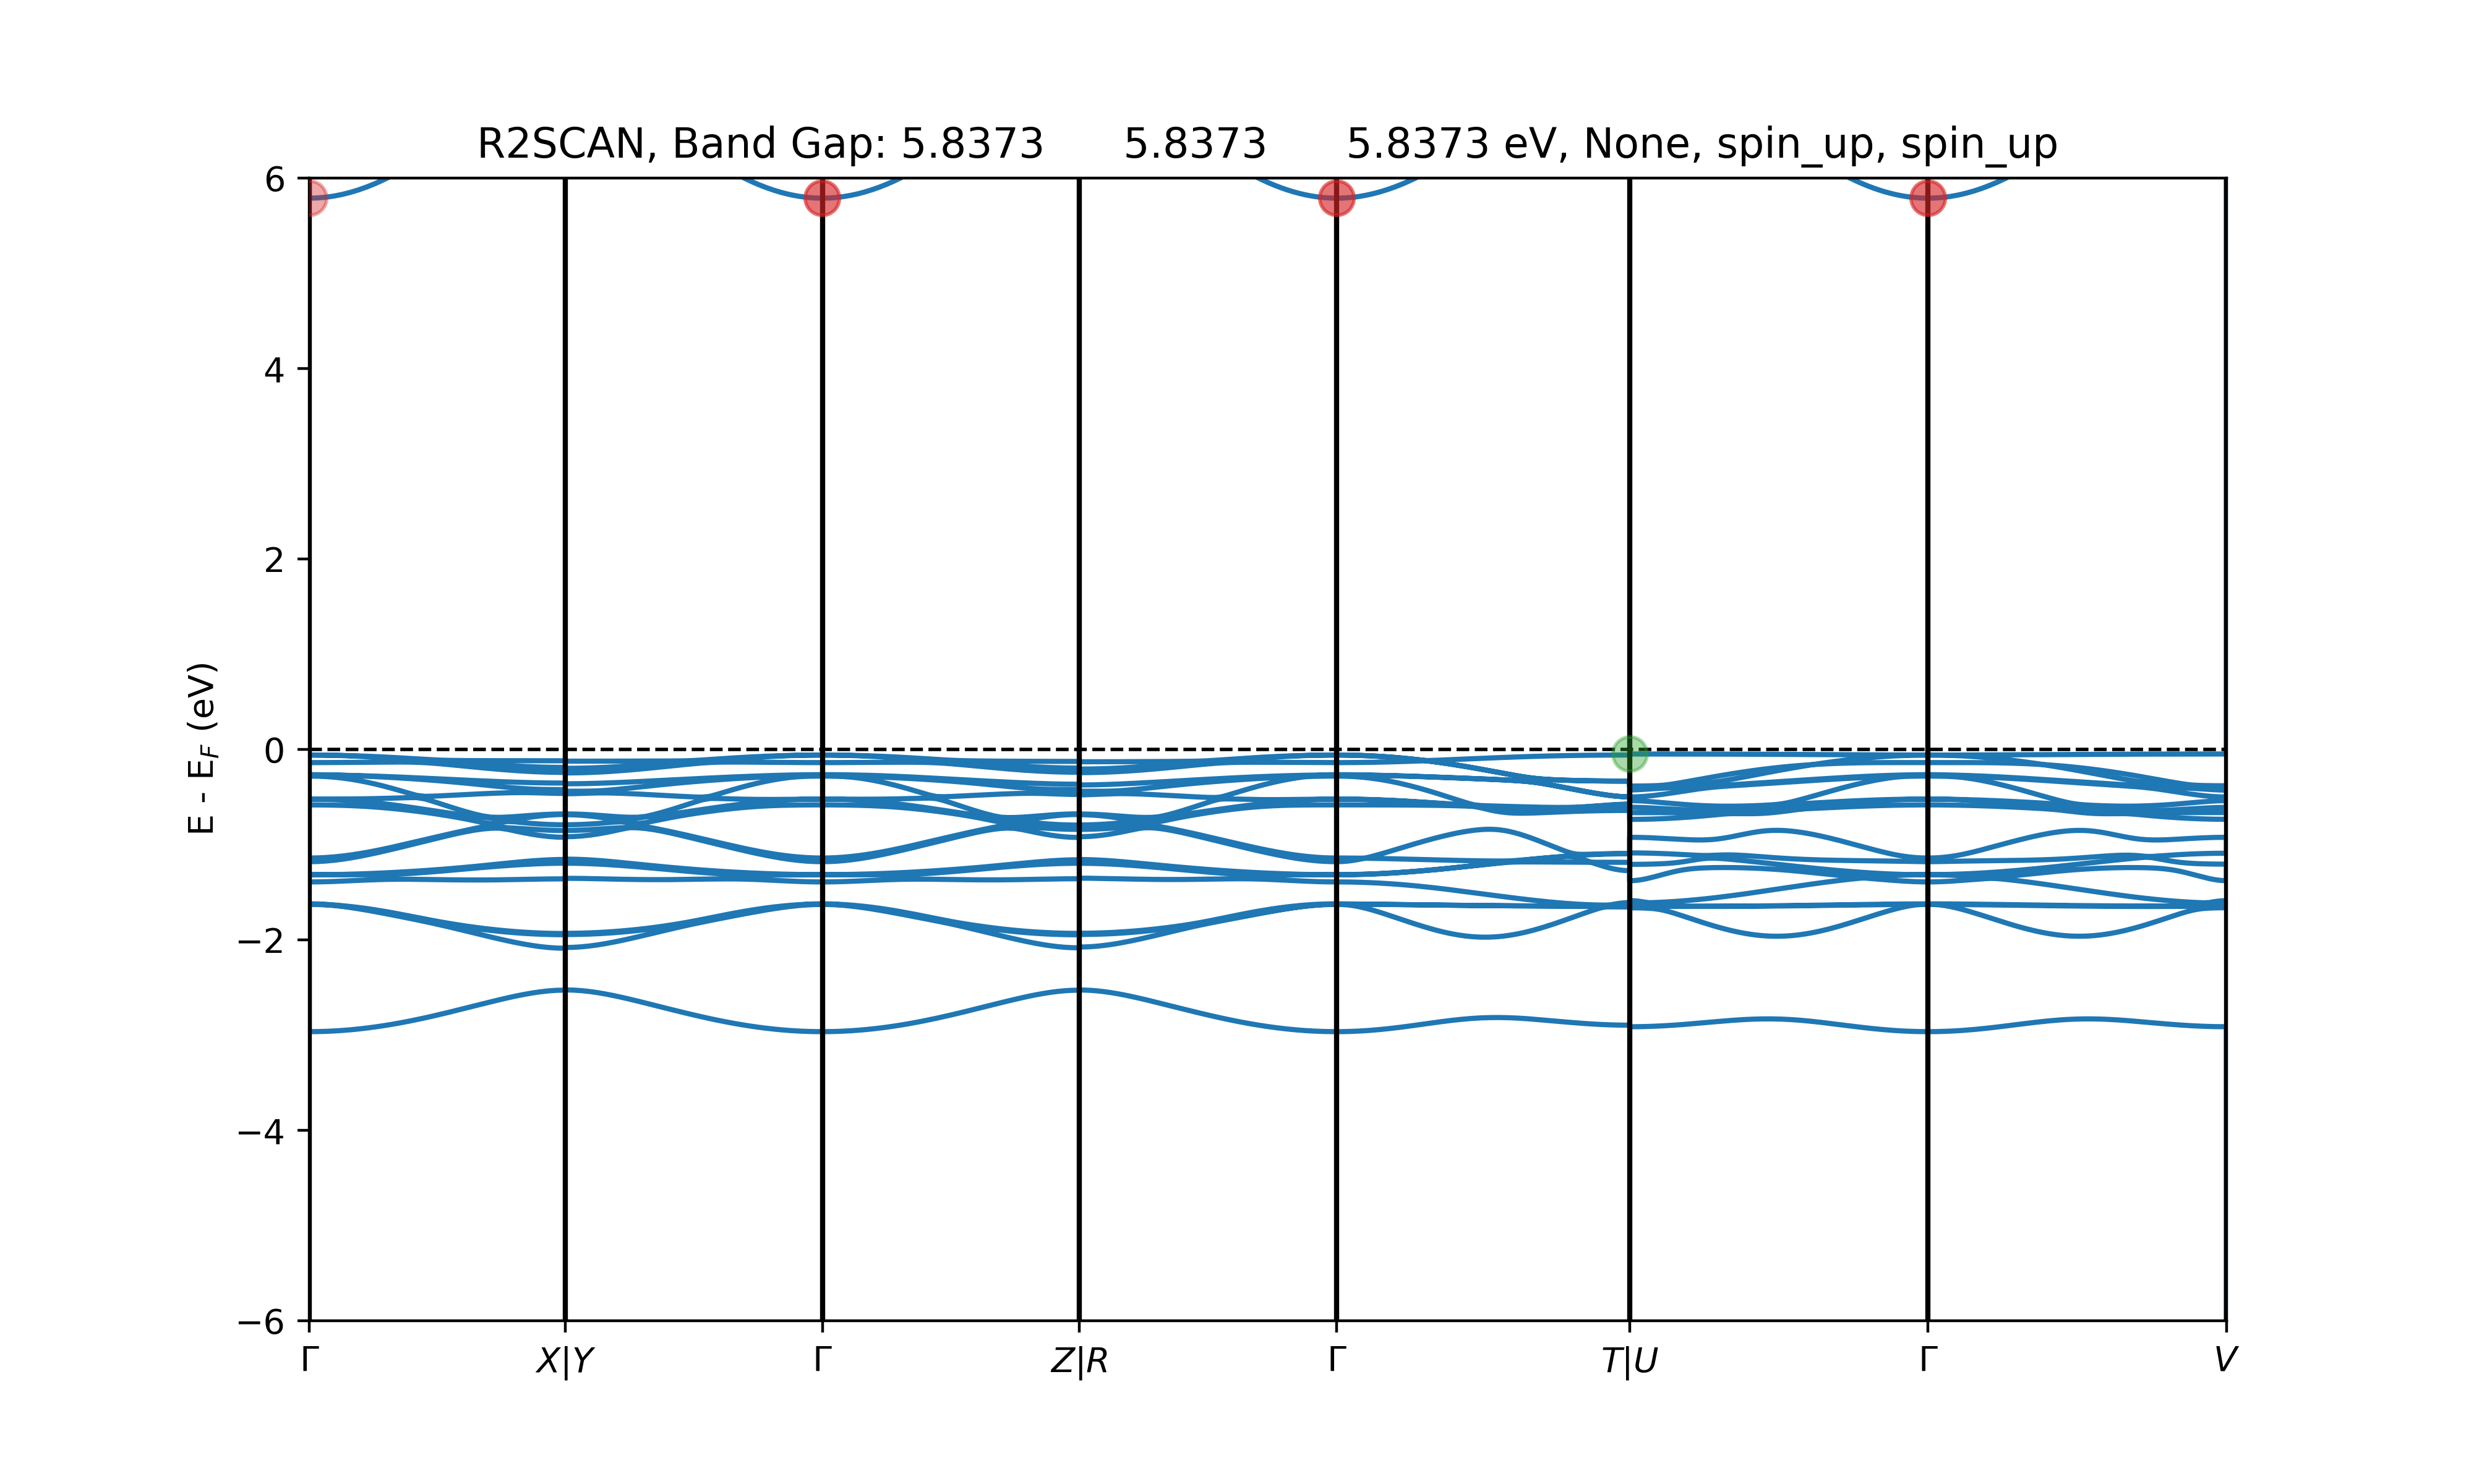 R2SCAN, Band Gap: 5.8373 5.8373 5.8373 eV, None, spin_up, spin_up
E - E_F (eV)
6
4
2
0
−2
−4
−6
Γ X|Y Γ Z|R Γ T|U Γ V